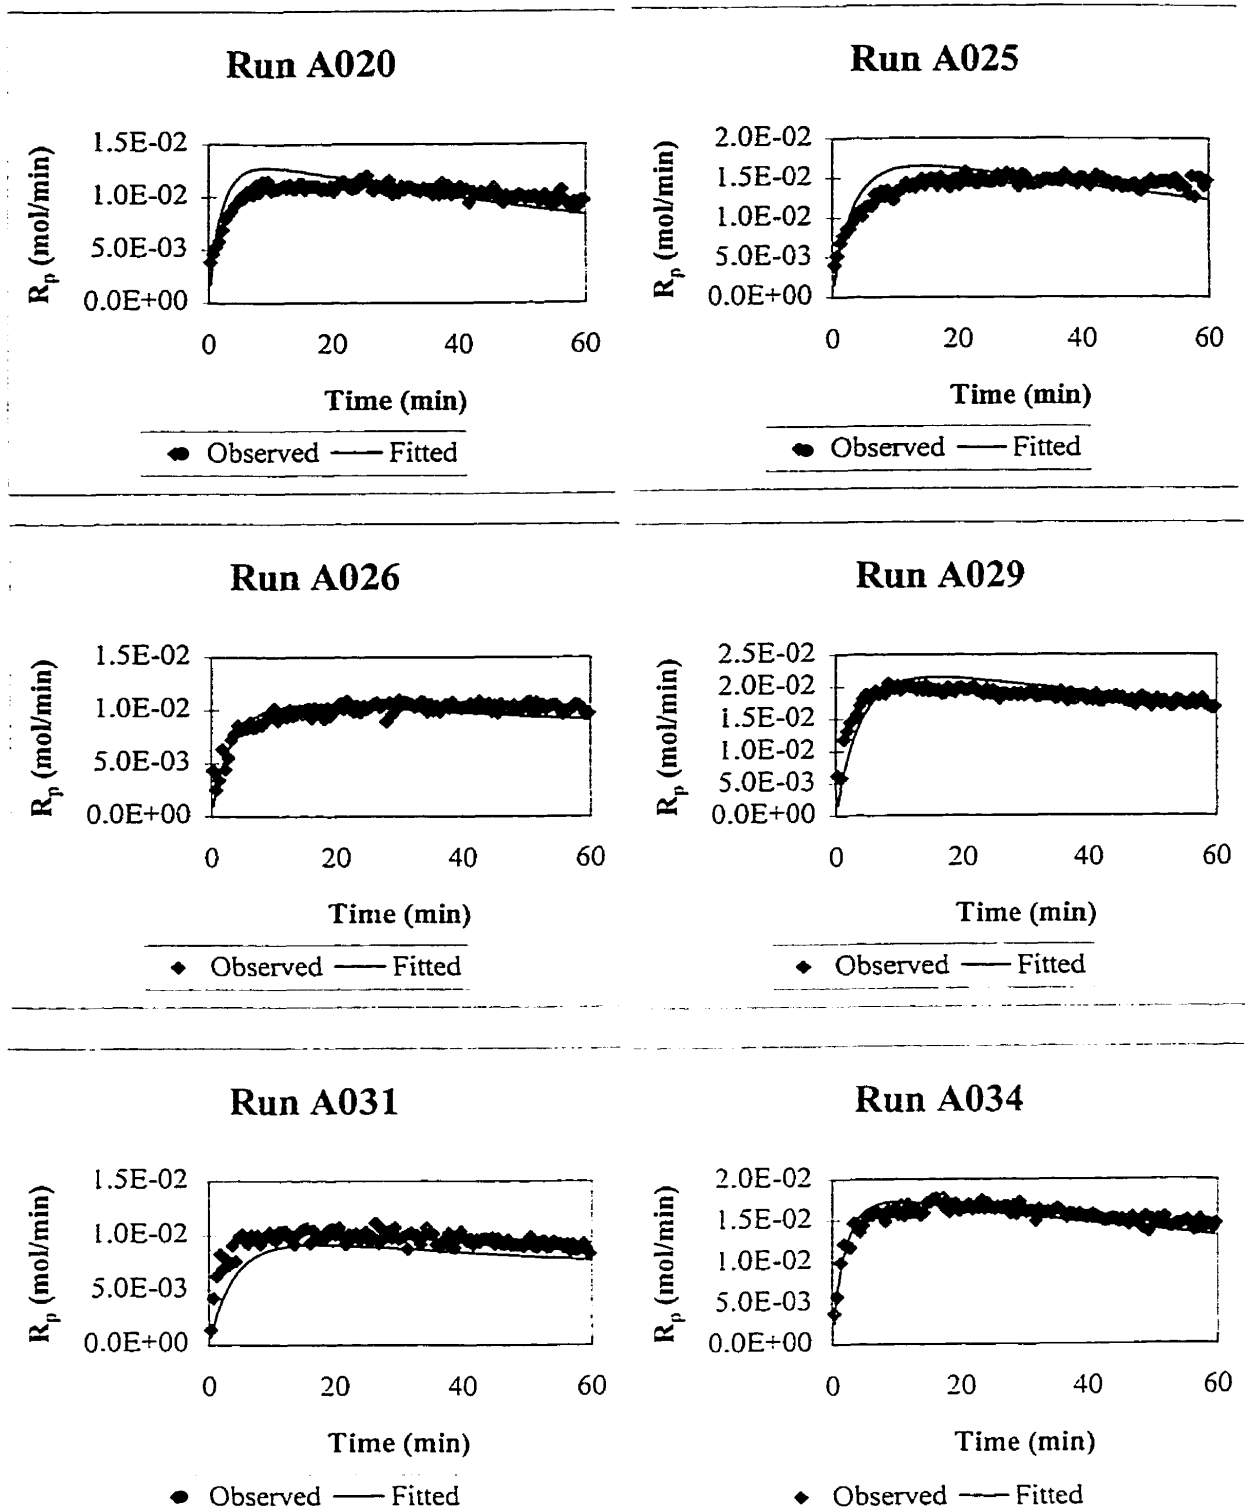 Run A020
R_p (mol/min)
1.5E-02
1.0E-02
5.0E-03
0.0E+00
0 20 40 60
Time (min)
Observed Fitted
Run A025
R_p (mol/min)
2.0E-02
1.5E-02
1.0E-02
5.0E-03
0.0E+00
0 20 40 60
Time (min)
Observed Fitted
Run A026
R_p (mol/min)
1.5E-02
1.0E-02
5.0E-03
0.0E+00
0 20 40 60
Time (min)
Observed Fitted
Run A029
R_p (mol/min)
2.5E-02
2.0E-02
1.5E-02
1.0E-02
5.0E-03
0.0E+00
0 20 40 60
Time (min)
Observed Fitted
Run A031
R_p (mol/min)
1.5E-02
1.0E-02
5.0E-03
0.0E+00
0 20 40 60
Time (min)
Observed Fitted
Run A034
R_p (mol/min)
2.0E-02
1.5E-02
1.0E-02
5.0E-03
0.0E+00
0 20 40 60
Time (min)
Observed Fitted